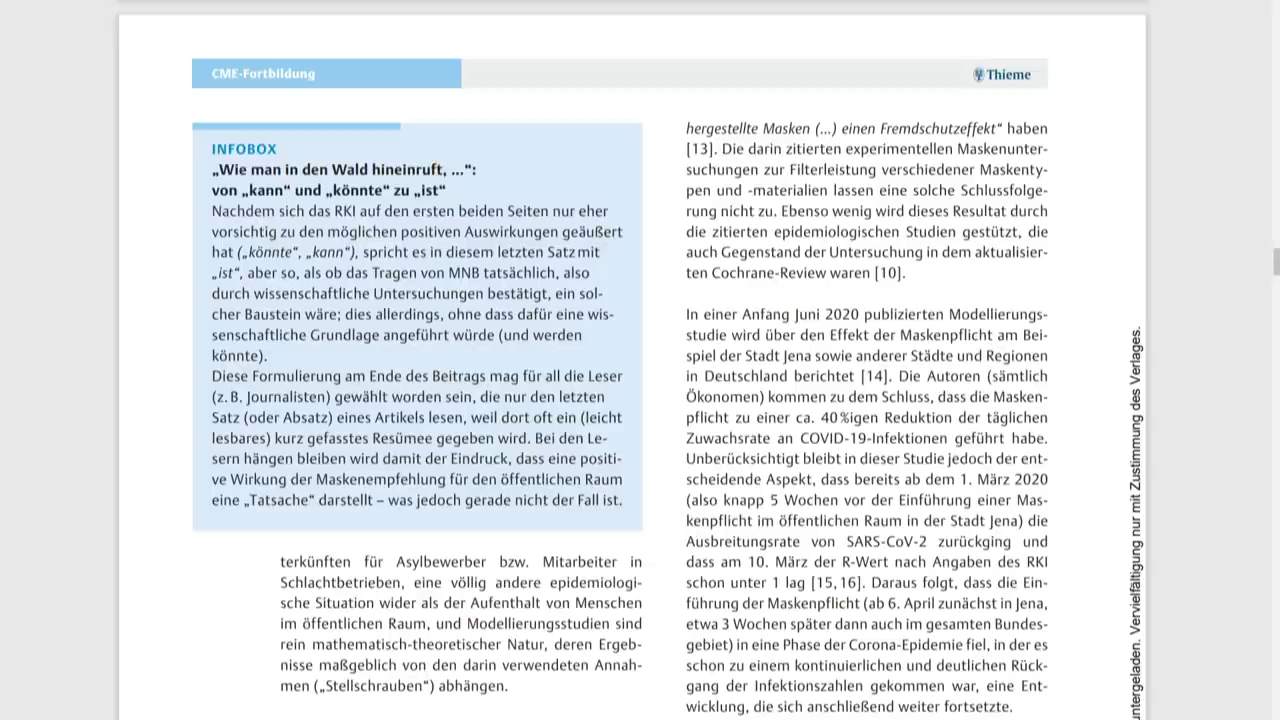 CME-Fortbildung
Thieme
INFOBOX
„Wie man in den Wald hineinruft, ...“:
von „kann“ und „könnte“ zu „ist“
Nachdem sich das RKI auf den ersten beiden Seiten nur eher
vorsichtig zu den möglichen positiven Auswirkungen geäußert
hat („könnte“, „kann“), spricht es in diesem letzten Satz mit
„ist“, aber so, als ob das Tragen von MNB tatsächlich, also
durch wissenschaftliche Untersuchungen bestätigt, ein sol-
cher Baustein wäre; dies allerdings, ohne dass dafür eine wis-
senschaftliche Grundlage angeführt würde (und werden
könnte).
Diese Formulierung am Ende des Beitrags mag für all die Leser
(z. B. Journalisten) gewählt worden sein, die nur den letzten
Satz (oder Absatz) eines Artikels lesen, weil dort oft ein (leicht
lesbares) kurz gefasstes Resümee gegeben wird. Bei den Le-
sern hängen bleiben wird damit der Eindruck, dass eine positi-
ve Wirkung der Maskenempfehlung für den öffentlichen Raum
eine „Tatsache“ darstellt – was jedoch gerade nicht der Fall ist.
terkünften für Asylbewerber bzw. Mitarbeiter in
Schlachtbetrieben, eine völlig andere epidemiologi-
sche Situation wider als der Aufenthalt von Menschen
im öffentlichen Raum, und Modellierungsstudien sind
rein mathematisch-theoretischer Natur, deren Ergeb-
nisse maßgeblich von den darin verwendeten Annah-
men („Stellschrauben“) abhängen.
hergestellte Masken (...) einen Fremdschutzeffekt“ haben
[13]. Die darin zitierten experimentellen Maskenunter-
suchungen zur Filterleistung verschiedener Maskenty-
pen und -materialien lassen eine solche Schlussfolge-
rung nicht zu. Ebenso wenig wird dieses Resultat durch
die zitierten epidemiologischen Studien gestützt, die
auch Gegenstand der Untersuchung in dem aktualisier-
ten Cochrane-Review waren [10].
In einer Anfang Juni 2020 publizierten Modellierungs-
studie wird über den Effekt der Maskenpflicht am Bei-
spiel der Stadt Jena sowie anderer Städte und Regionen
in Deutschland berichtet [14]. Die Autoren (sämtlich
Ökonomen) kommen zu dem Schluss, dass die Masken-
pflicht zu einer ca. 40 %igen Reduktion der täglichen
Zuwachsrate an COVID-19-Infektionen geführt habe.
Unberücksichtigt bleibt in dieser Studie jedoch der ent-
scheidende Aspekt, dass bereits ab dem 1. März 2020
(also knapp 5 Wochen vor der Einführung einer Mas-
kenpflicht im öffentlichen Raum in der Stadt Jena) die
Ausbreitungsrate von SARS-CoV-2 zurückging und
dass am 10. März der R-Wert nach Angaben des RKI
schon unter 1 lag [15, 16]. Daraus folgt, dass die Ein-
führung der Maskenpflicht (ab 6. April zunächst in Jena,
etwa 3 Wochen später dann auch im gesamten Bundes-
gebiet) in eine Phase der Corona-Epidemie fiel, in der es
schon zu einem kontinuierlichen und deutlichen Rück-
gang der Infektionszahlen gekommen war, eine Ent-
wicklung, die sich anschließend weiter fortsetzte.
untergeladen. Vervielfältigung nur mit Zustimmung des Verlages.